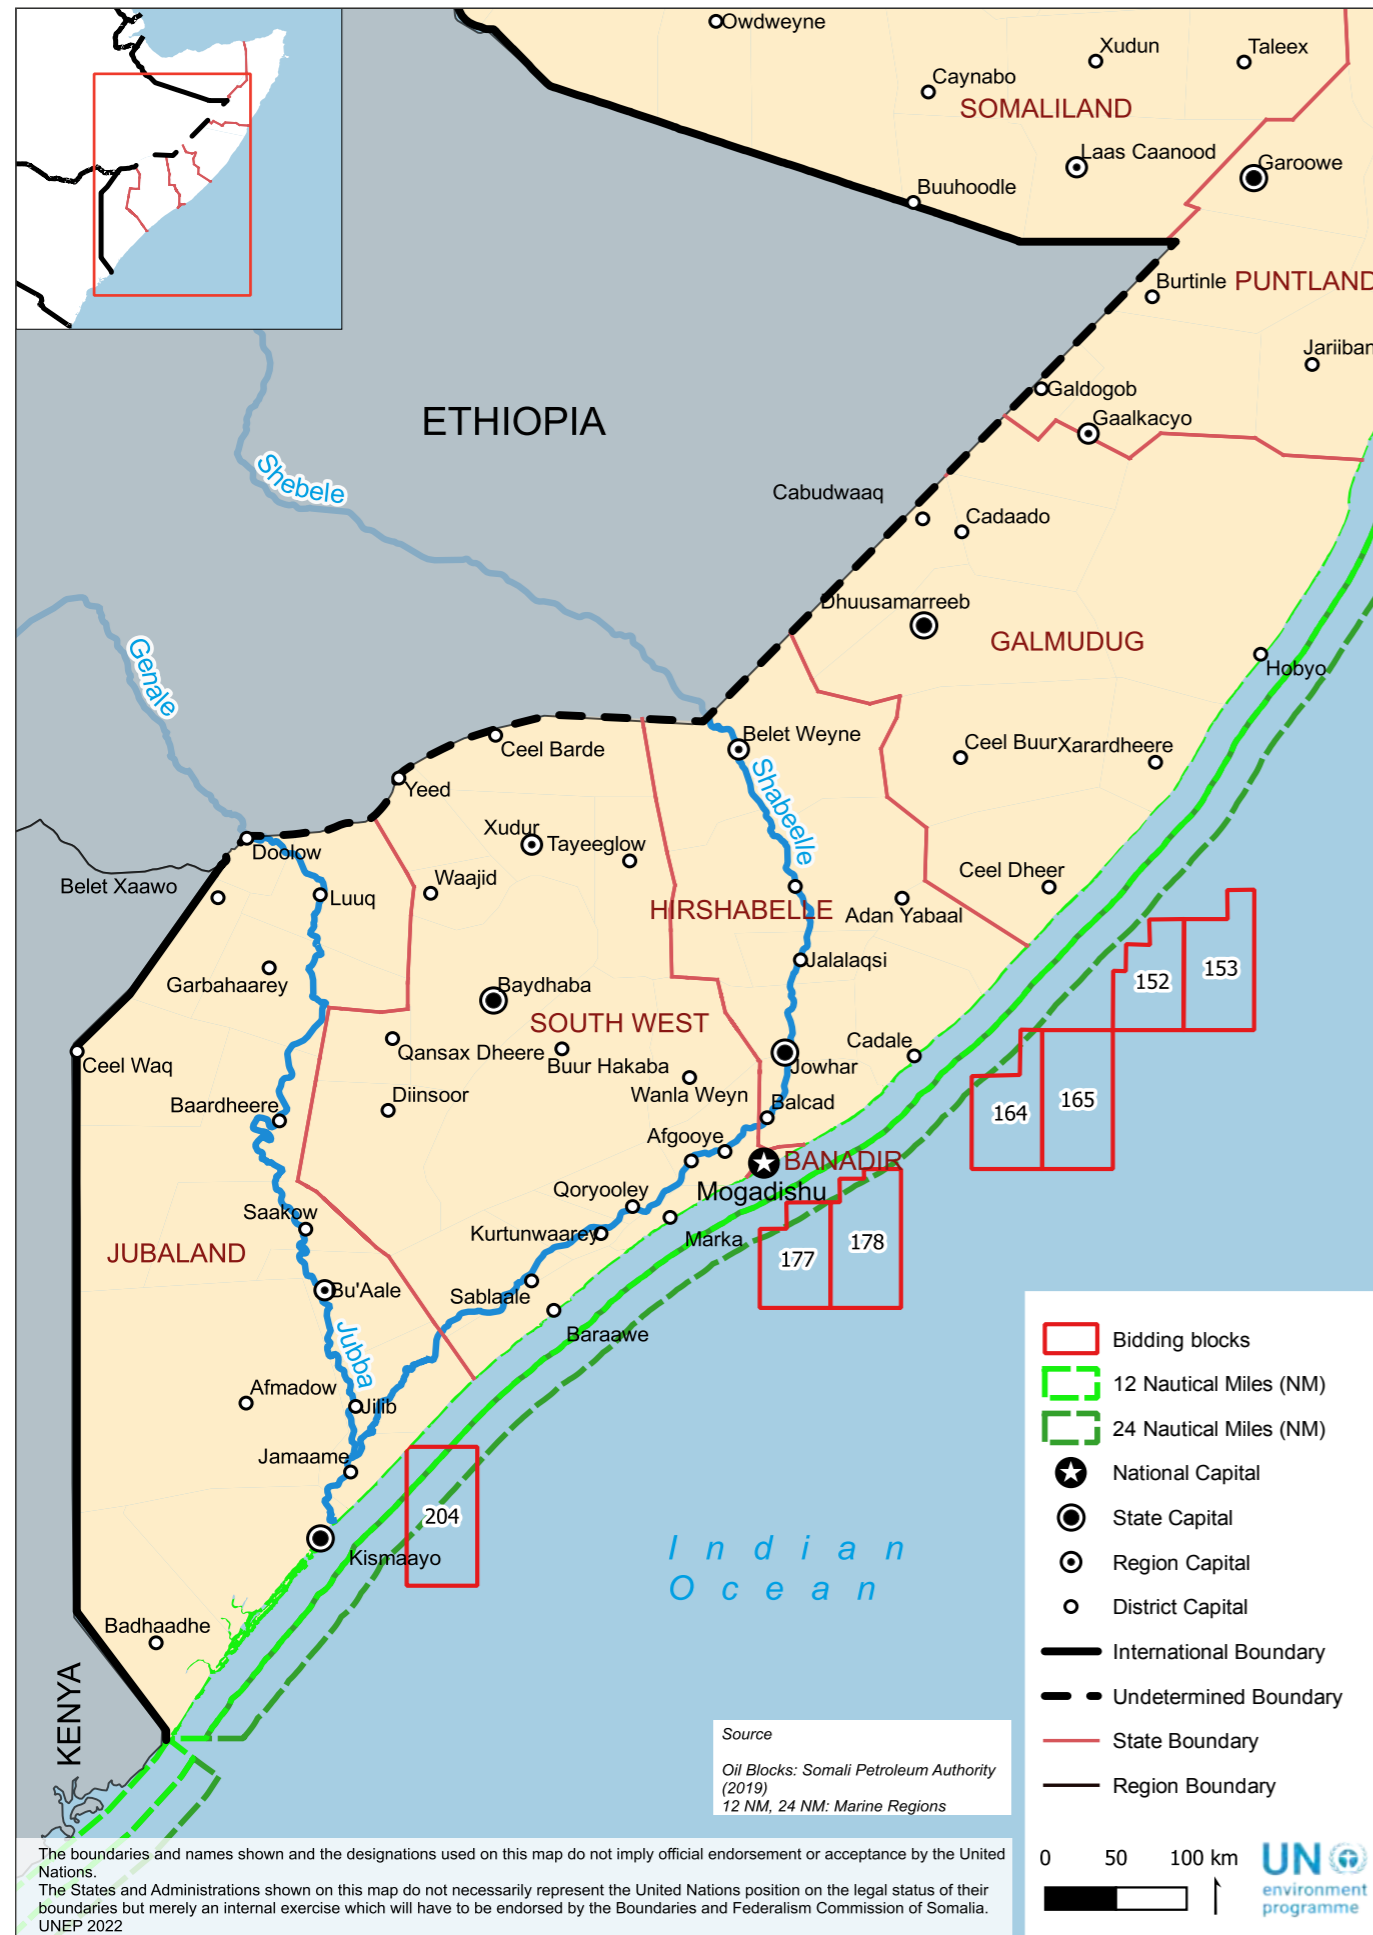 Owdweyne
Xudun
Taleex
Caynabo
SOMALILAND
Laas Caanood
Garoowe
Buuhoodle
Burtinle
PUNTLAND
Jariiban
Galdogob
Gaalkacyo
ETHIOPIA
Shebele
Cabudwaaq
Cadaado
Dhuusamarreeb
GALMUDUG
Hobyo
Genale
Belet Weyne
Ceel Barde
Ceel Buur
Xarardheere
Yeed
Shabeelle
Xudur
Tayeeglow
Doolow
Waajid
Ceel Dheer
Belet Xaawo
Luuq
HIRSHABELLE
Adan Yabaal
Jalalaqsi
153
152
Garbahaarey
Baydhaba
SOUTH WEST
Cadale
Qansax Dheere
Buur Hakaba
Jowhar
Ceel Waq
Wanla Weyn
Diinsoor
Baardheere
Balcad
165
164
Afgooye
BANADIR
Qoryooley
Mogadishu
Saakow
Kurtunwaarey
Marka
178
177
JUBALAND
Bu'Aale
Sablaale
Baraawe
Jubba
Afmadow
Jilib
Jamaame
204
Kismaayo
Indian
Ocean
Badhaadhe
KENYA
Bidding blocks
12 Nautical Miles (NM)
24 Nautical Miles (NM)
National Capital
State Capital
Region Capital
District Capital
International Boundary
Undetermined Boundary
State Boundary
Region Boundary
Source
Oil Blocks: Somali Petroleum Authority
(2019)
12 NM, 24 NM: Marine Regions
0 50 100 km
UN
environment
programme
The boundaries and names shown and the designations used on this map do not imply official endorsement or acceptance by the United
Nations.
The States and Administrations shown on this map do not necessarily represent the United Nations position on the legal status of their
boundaries but merely an internal exercise which will have to be endorsed by the Boundaries and Federalism Commission of Somalia.
UNEP 2022